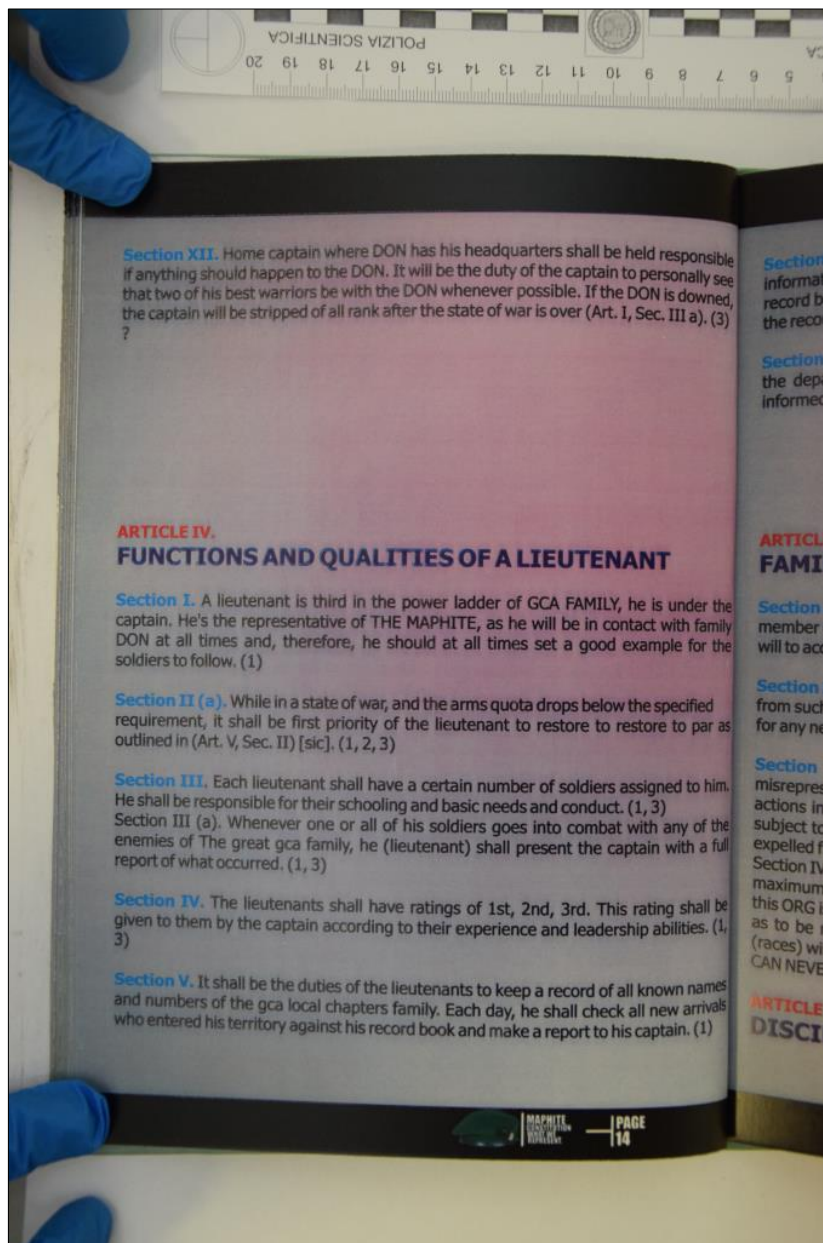 POLIZIA SCIENTIFICA
20 19 18 17 16 15 14 13 12 11 10 9 8 7 6 5
Section XII. Home captain where DON has his headquarters shall be held responsible
if anything should happen to the DON. It will be the duty of the captain to personally see
that two of his best warriors be with the DON whenever possible. If the DON is downed,
the captain will be stripped of all rank after the state of war is over (Art. I, Sec. III a). (3)
?
ARTICLE IV.
FUNCTIONS AND QUALITIES OF A LIEUTENANT
Section I. A lieutenant is third in the power ladder of GCA FAMILY, he is under the
captain. He's the representative of THE MAPHITE, as he will be in contact with family
DON at all times and, therefore, he should at all times set a good example for the
soldiers to follow. (1)
Section II (a). While in a state of war, and the arms quota drops below the specified
requirement, it shall be first priority of the lieutenant to restore to restore to par as
outlined in (Art. V, Sec. II) [sic]. (1, 2, 3)
Section III. Each lieutenant shall have a certain number of soldiers assigned to him.
He shall be responsible for their schooling and basic needs and conduct. (1, 3)
Section III (a). Whenever one or all of his soldiers goes into combat with any of the
enemies of The great gca family, he (lieutenant) shall present the captain with a full
report of what occurred. (1, 3)
Section IV. The lieutenants shall have ratings of 1st, 2nd, 3rd. This rating shall be
given to them by the captain according to their experience and leadership abilities. (1,
3)
Section V. It shall be the duties of the lieutenants to keep a record of all known names
and numbers of the gca local chapters family. Each day, he shall check all new arrivals
who entered his territory against his record book and make a report to his captain. (1)
MAPHITE
CONSTITUTION
WHAT WE
REPRESENT
PAGE
14
Section
informat
record b
the reco
Section
the depa
informed
ARTICL
FAMI
Section
member
will to acc
Section
from such
for any ne
Section
misrepres
actions in
subject to
expelled f
Section IV
maximum
this ORG
as to be
(races) wi
CAN NEVE
ARTICLE
DISCI